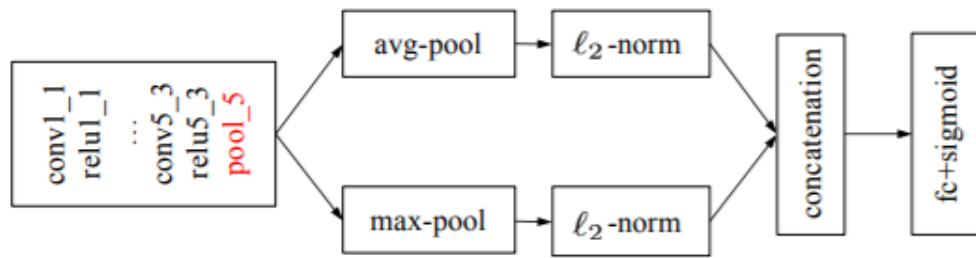 conv1_1
relu1_1
...
conv5_3
relu5_3
pool_5
avg-pool
ℓ₂-norm
max-pool
ℓ₂-norm
concatenation
fc+sigmoid